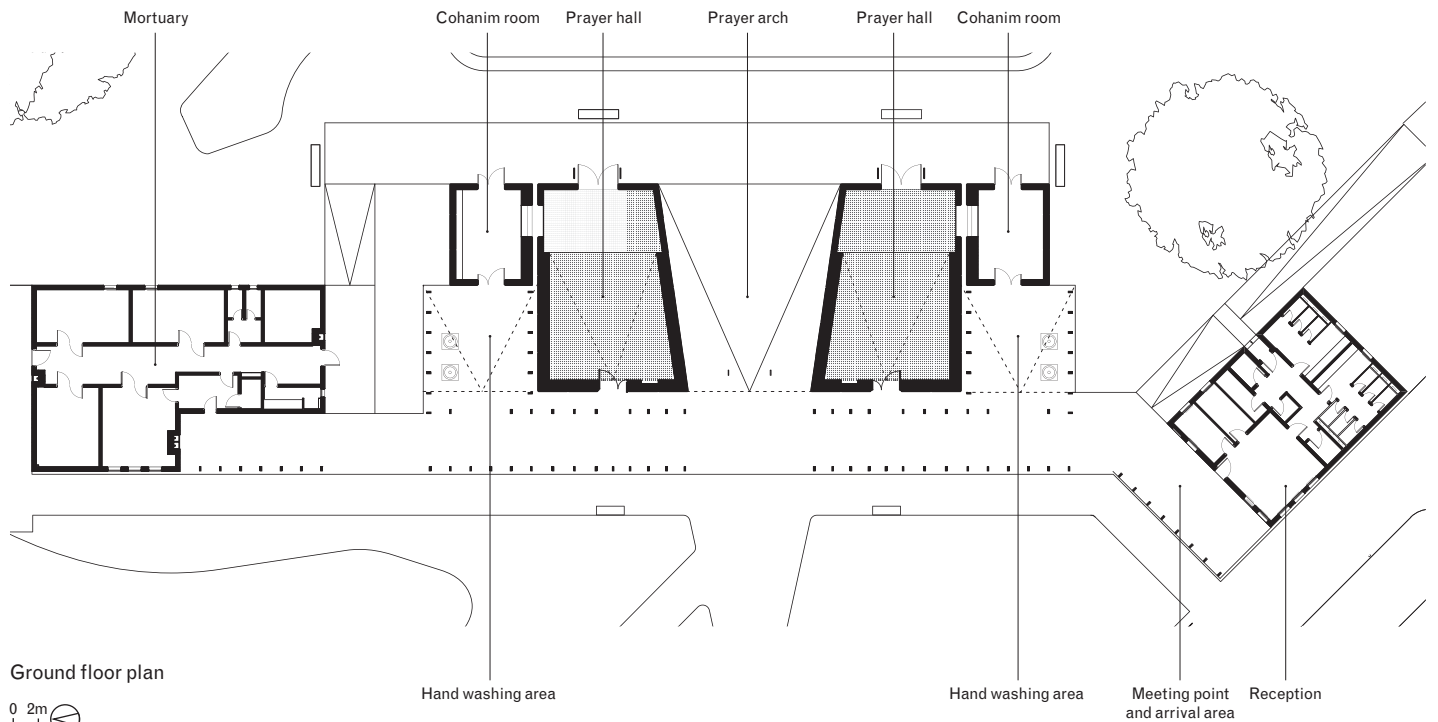 Mortuary
Cohanim room
Prayer hall
Prayer arch
Prayer hall
Cohanim room
Ground floor plan
0 2m
Hand washing area
Hand washing area
Meeting point
and arrival area
Reception